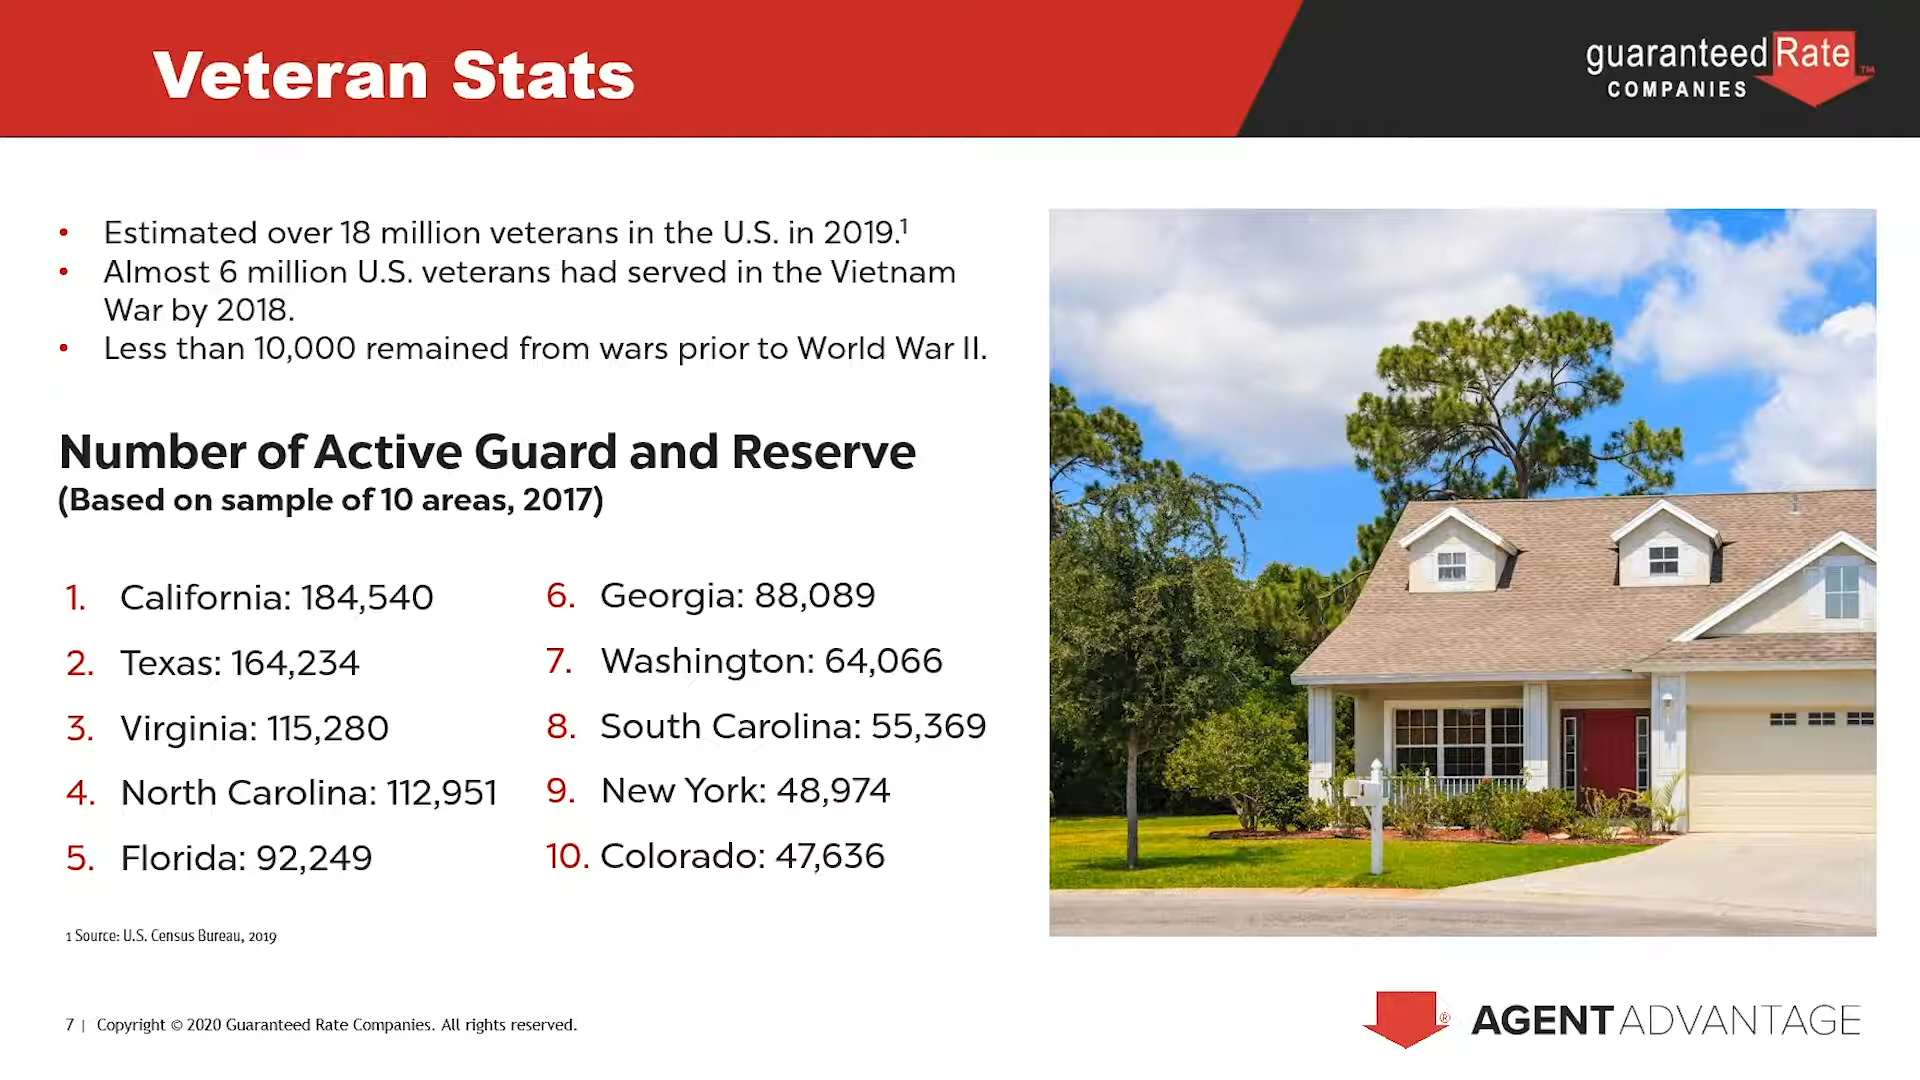 Veteran Stats
guaranteed Rate ™
COMPANIES
• Estimated over 18 million veterans in the U.S. in 2019.¹
• Almost 6 million U.S. veterans had served in the Vietnam
War by 2018.
• Less than 10,000 remained from wars prior to World War II.
Number of Active Guard and Reserve
(Based on sample of 10 areas, 2017)
1. California: 184,540
2. Texas: 164,234
3. Virginia: 115,280
4. North Carolina: 112,951
5. Florida: 92,249
6. Georgia: 88,089
7. Washington: 64,066
8. South Carolina: 55,369
9. New York: 48,974
10. Colorado: 47,636
1 Source: U.S. Census Bureau, 2019
7 | Copyright © 2020 Guaranteed Rate Companies. All rights reserved.
® AGENT ADVANTAGE